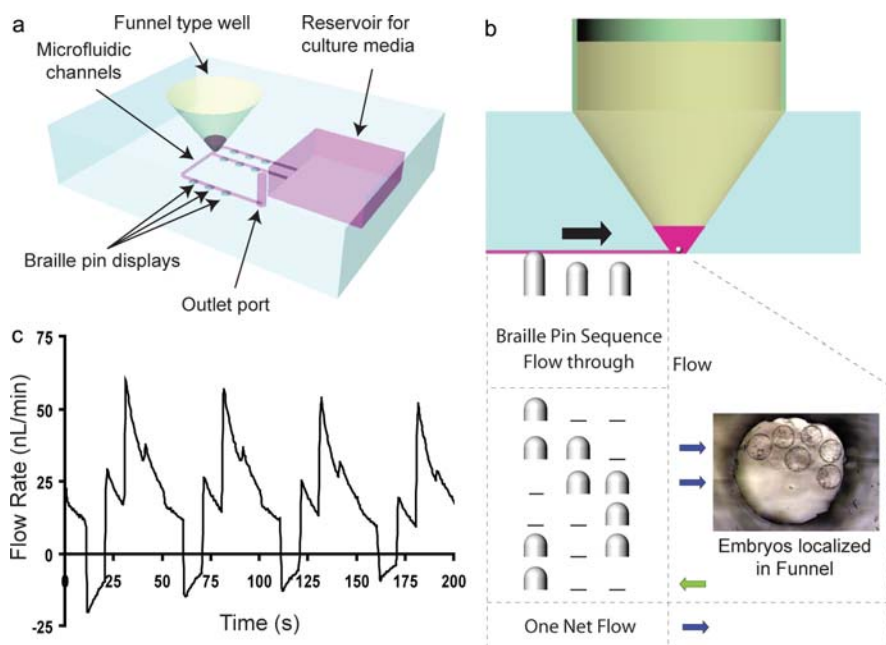 a
Funnel type well
Reservoir for
culture media
Microfluidic
channels
Braille pin displays
Outlet port
b
Braille Pin Sequence
Flow through
Flow
Embryos localized
in Funnel
One Net Flow
c
Flow Rate (nL/min)
75
50
25
0
-25
0 25 50 75 100 125 150 175 200
Time (s)